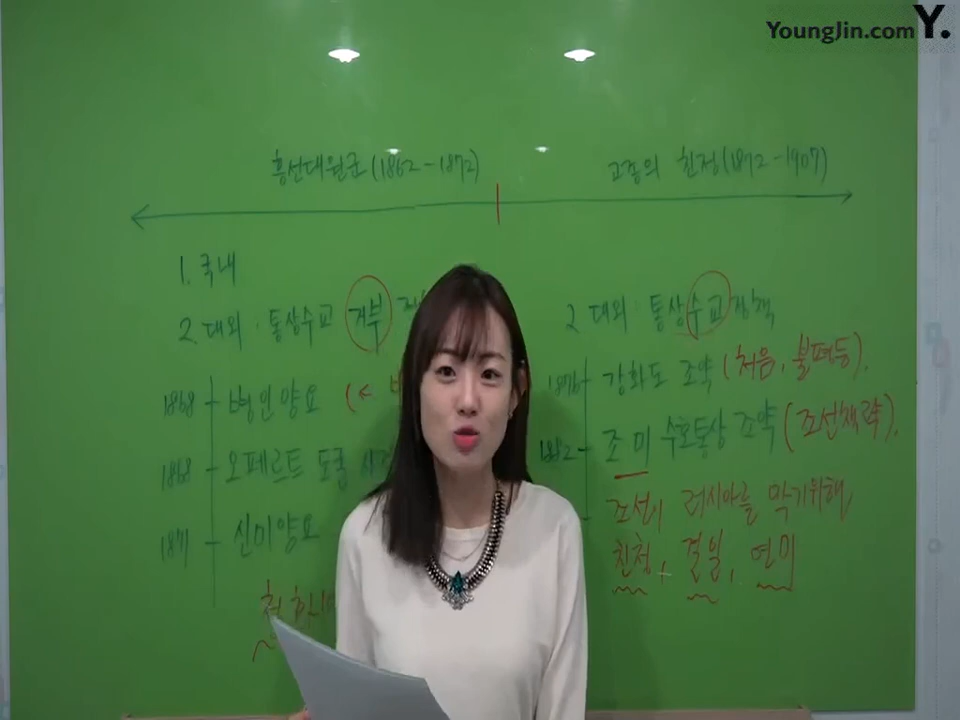 YoungJin.com Y.
흥선대원군 (1862-1872)
고종의 친정 (1872-1907)
1. 국내
2. 대외 : 통상수교 거부
1868 병인양요 (<
1868 오페르트 도굴
1871 신미양요
2 대외 : 통상수교 정책
1876 강화도 조약 (처음, 불평등).
1882 조미 수호통상 조약 (조선책략).
조선이 러시아를 막기위해,
친청, 결일, 연미